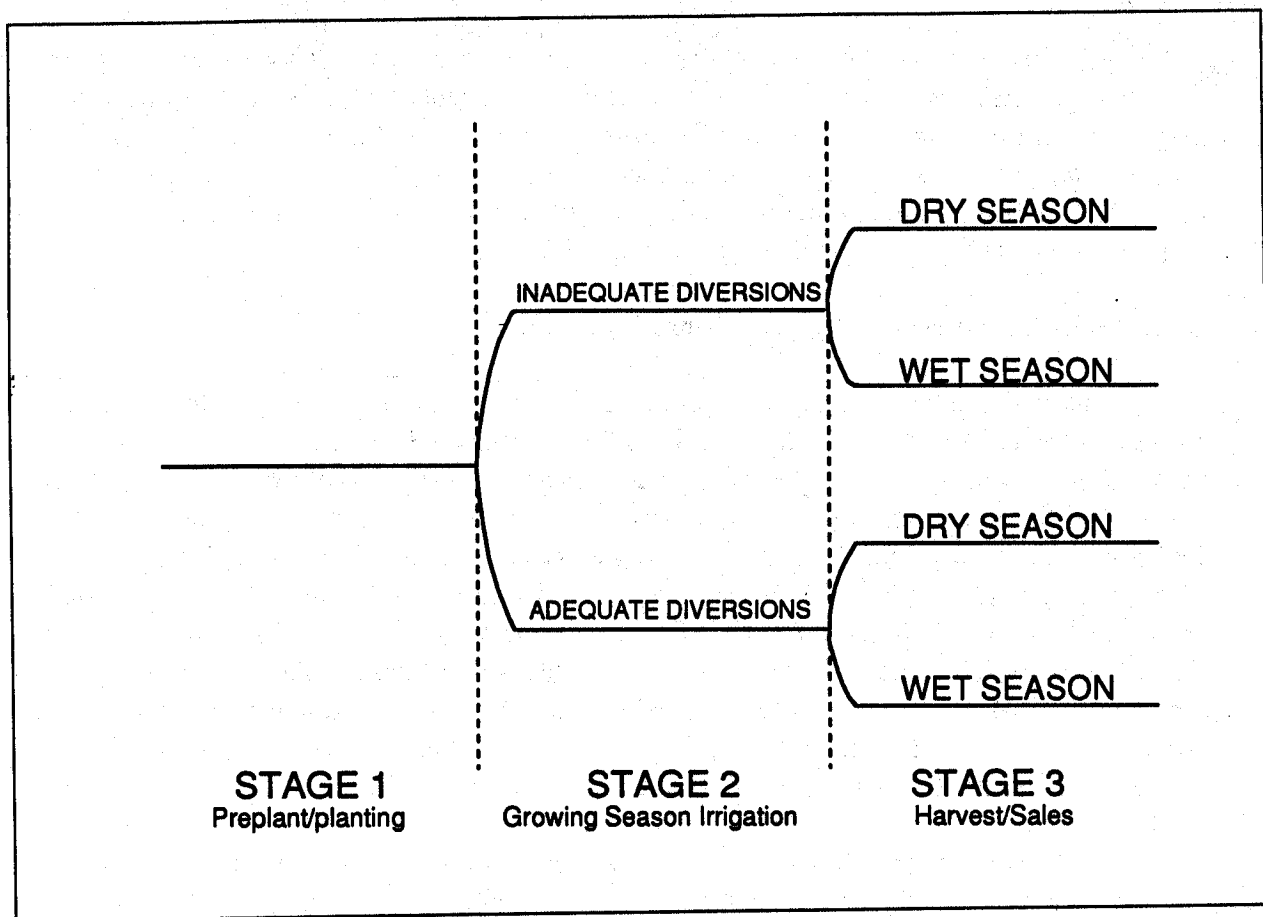 DRY SEASON
INADEQUATE DIVERSIONS
WET SEASON
DRY SEASON
ADEQUATE DIVERSIONS
WET SEASON
STAGE 1
Preplant/planting
STAGE 2
Growing Season Irrigation
STAGE 3
Harvest/Sales